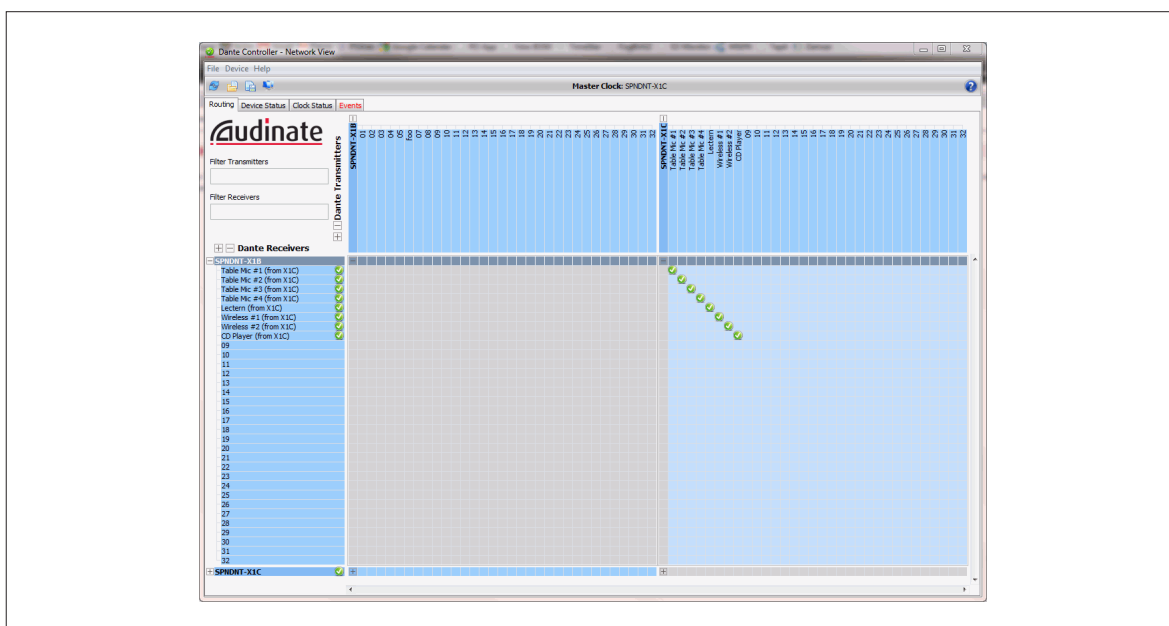 Dante Controller - Network View
File Device Help
Master Clock: SPNDNT-X1C
Routing Device Status Clock Status Events
Audinate
Filter Transmitters
Filter Receivers
Dante Transmitters
SPNDNT-X1B
01
02
03
04
05
Foo
07
08
09
10
11
12
13
14
15
16
17
18
19
20
21
22
23
24
25
26
27
28
29
30
31
32
SPNDNT-X1C
Table Mic #1
Table Mic #2
Table Mic #3
Table Mic #4
Lectern
Wireless #1
Wireless #2
CD Player
09
10
11
12
13
14
15
16
17
18
19
20
21
22
23
24
25
26
27
28
29
30
31
32
Dante Receivers
SPNDNT-X1B
Table Mic #1 (from X1C)
Table Mic #2 (from X1C)
Table Mic #3 (from X1C)
Table Mic #4 (from X1C)
Lectern (from X1C)
Wireless #1 (from X1C)
Wireless #2 (from X1C)
CD Player (from X1C)
09
10
11
12
13
14
15
16
17
18
19
20
21
22
23
24
25
26
27
28
29
30
31
32
SPNDNT-X1C